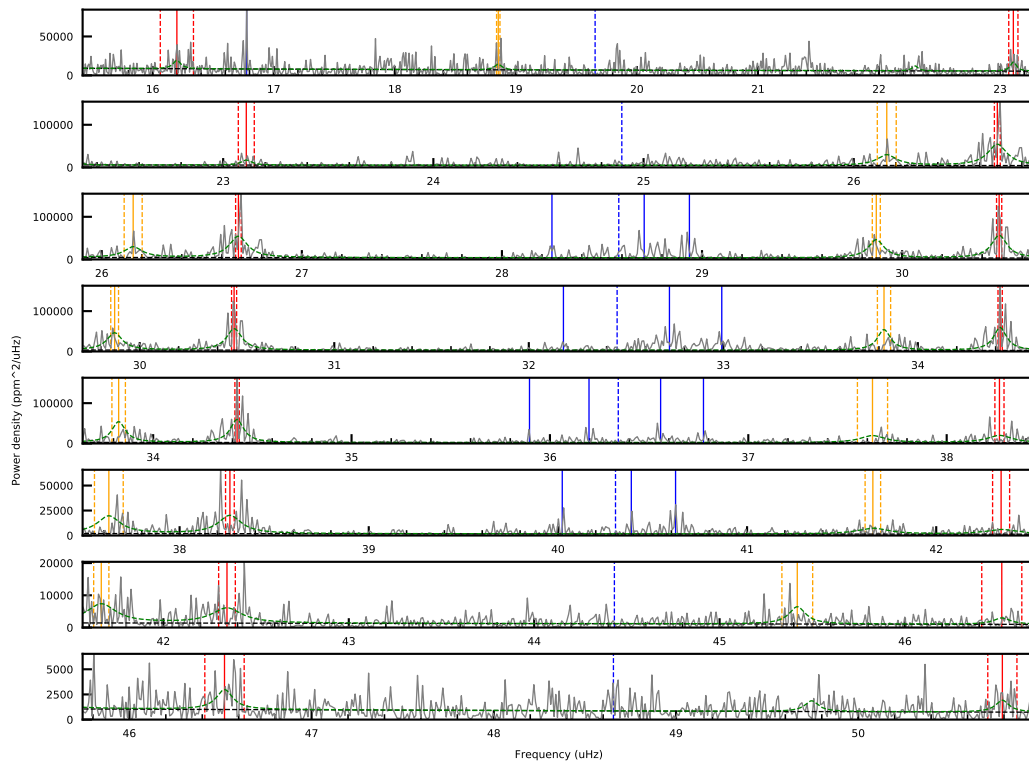 50000
0
16 17 18 19 20 21 22 23
100000
0
23 24 25 26
100000
0
26 27 28 29 30
100000
0
30 31 32 33 34
100000
0
34 35 36 37 38
50000
25000
0
38 39 40 41 42
20000
10000
0
42 43 44 45 46
5000
2500
0
46 47 48 49 50
Power density (ppm^2/uHz)
Frequency (uHz)